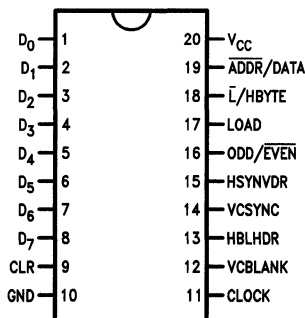 D0 1 20 VCC
D1 2 19 A̅D̅D̅R̅/DATA
D2 3 18 L̅/HBYTE
D3 4 17 LOAD
D4 5 16 ODD/E̅V̅E̅N̅
D5 6 15 HSYNVDR
D6 7 14 VCSYNC
D7 8 13 HBLHDR
CLR 9 12 VCBLANK
GND 10 11 CLOCK